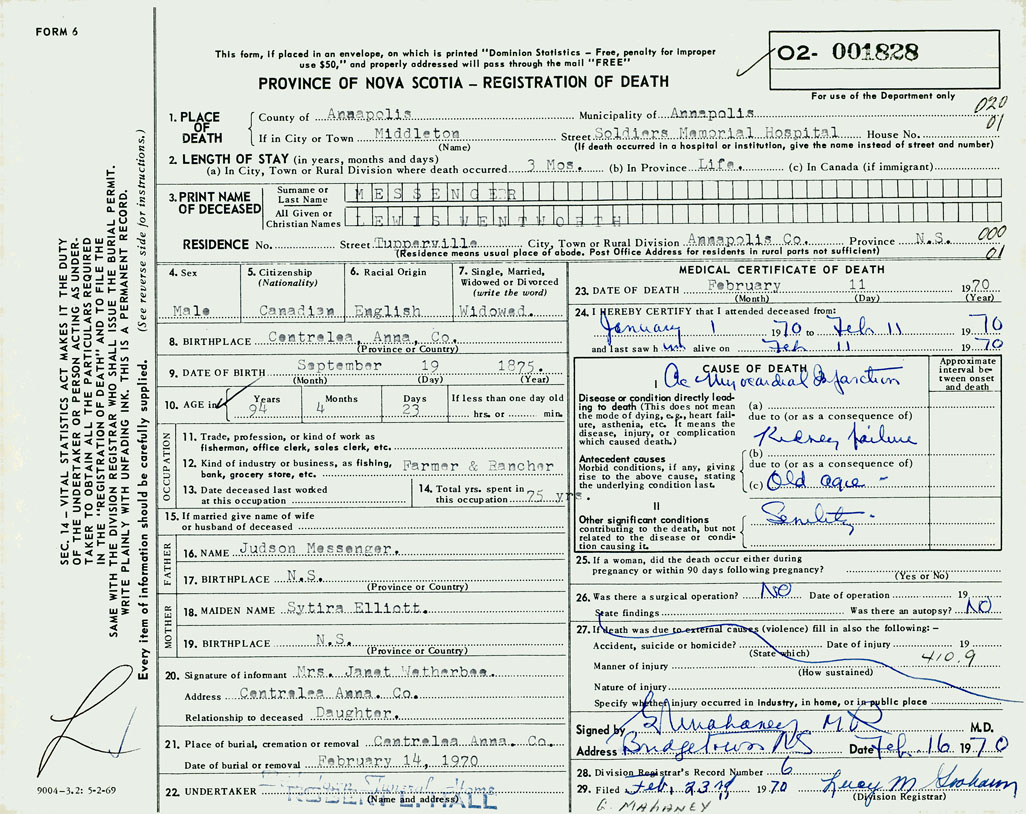 FORM 6
This form, if placed in an envelope, on which is printed "Dominion Statistics – Free, penalty for improper
use $50," and properly addressed will pass through the mail "FREE"
PROVINCE OF NOVA SCOTIA – REGISTRATION OF DEATH
02- 001828
For use of the Department only
020
01
1. PLACE OF DEATH
County of Annapolis Municipality of Annapolis
If in City or Town Middleton Street Soldiers Memorial Hospital House No.
(Name) (If death occurred in a hospital or institution, give the name instead of street and number)
2. LENGTH OF STAY (in years, months and days)
(a) In City, Town or Rural Division where death occurred 3 Mos. (b) In Province Life. (c) In Canada (if immigrant)
3. PRINT NAME OF DECEASED
Surname or Last Name MESSENGER
All Given or Christian Names LEWIS WENTWORTH
RESIDENCE No. Street Tupperville City, Town or Rural Division Annapolis Co. Province N.S.
(Residence means usual place of abode. Post Office Address for residents in rural parts not sufficient)
000
01
4. Sex
Male
5. Citizenship
(Nationality)
Canadian
6. Racial Origin
English
7. Single, Married,
Widowed or Divorced
(write the word)
Widowed.
8. BIRTHPLACE Centrelea, Anna, Co.
(Province or Country)
9. DATE OF BIRTH September 19 1875.
(Month) (Day) (Year)
10. AGE in
Years Months Days If less than one day old
94 4 23 hrs. or min.
OCCUPATION
11. Trade, profession, or kind of work as
fisherman, office clerk, sales clerk, etc.
12. Kind of industry or business, as fishing,
bank, grocery store, etc. Farmer & Rancher
13. Date deceased last worked
at this occupation
14. Total yrs. spent in
this occupation 75 yrs.
15. If married give name of wife
or husband of deceased
FATHER
16. NAME Judson Messenger.
17. BIRTHPLACE N.S.
(Province or Country)
MOTHER
18. MAIDEN NAME Sytira Elliott.
19. BIRTHPLACE N.S.
(Province or Country)
20. Signature of informant Mrs. Janet Wetherbee.
Address Centrelea Anna. Co.
Relationship to deceased Daughter.
21. Place of burial, cremation or removal Centrelea Anna. Co.
Date of burial or removal February 14, 1970
22. UNDERTAKER
Funeral Home
HALL
(Name and address)
MEDICAL CERTIFICATE OF DEATH
23. DATE OF DEATH February 11 1970
(Month) (Day) (Year)
24. I HEREBY CERTIFY that I attended deceased from:
January 1 1970 to Feb 11 1970
and last saw him alive on Feb 11 1970
CAUSE OF DEATH
Approximate
interval be-
tween onset
and death
I
Ac Myocardial Infarction
Disease or condition directly lead-
ing to death (This does not mean
the mode of dying, e.g., heart fail-
ure, asthenia, etc. It means the
disease, injury, or complication
which caused death.)
(a)
due to (or as a consequence of)
Kidney failure
Antecedent causes
Morbid conditions, if any, giving
rise to the above cause, stating
the underlying condition last.
(b)
due to (or as a consequence of)
(c) Old age -
II
Other significant conditions
contributing to the death, but not
related to the disease or condi-
tion causing it.
Senility -
25. If a woman, did the death occur either during
pregnancy or within 90 days following pregnancy?
(Yes or No)
26. Was there a surgical operation? NO Date of operation 19
State findings Was there an autopsy? NO
27. If death was due to external causes (violence) fill in also the following: –
Accident, suicide or homicide? Date of injury 19
(State which)
410.9
Manner of injury
(How sustained)
Nature of injury
Specify whether injury occurred in Industry, in home, or in public place
Signed by G Mahaney MD M.D.
Address Bridgetown NS Date Feb 16 1970
28. Division Registrar's Record Number 6
29. Filed Feb. 23rd 1970 Lucy M Graham
(Division Registrar)
G. MAHANEY
SEC. 14 – VITAL STATISTICS ACT MAKES IT THE DUTY
OF THE UNDERTAKER OR PERSON ACTING AS UNDER-
TAKER TO OBTAIN ALL THE PARTICULARS REQUIRED
IN THE "REGISTRATION OF DEATH" AND TO FILE THE
SAME WITH THE DIVISION REGISTRAR WHO SHALL ISSUE THE BURIAL PERMIT.
WRITE PLAINLY WITH UNFADING INK. THIS IS A PERMANENT RECORD.
Every item of information should be carefully supplied. (See reverse side for instructions.)
9004-3.2: 5-2-69